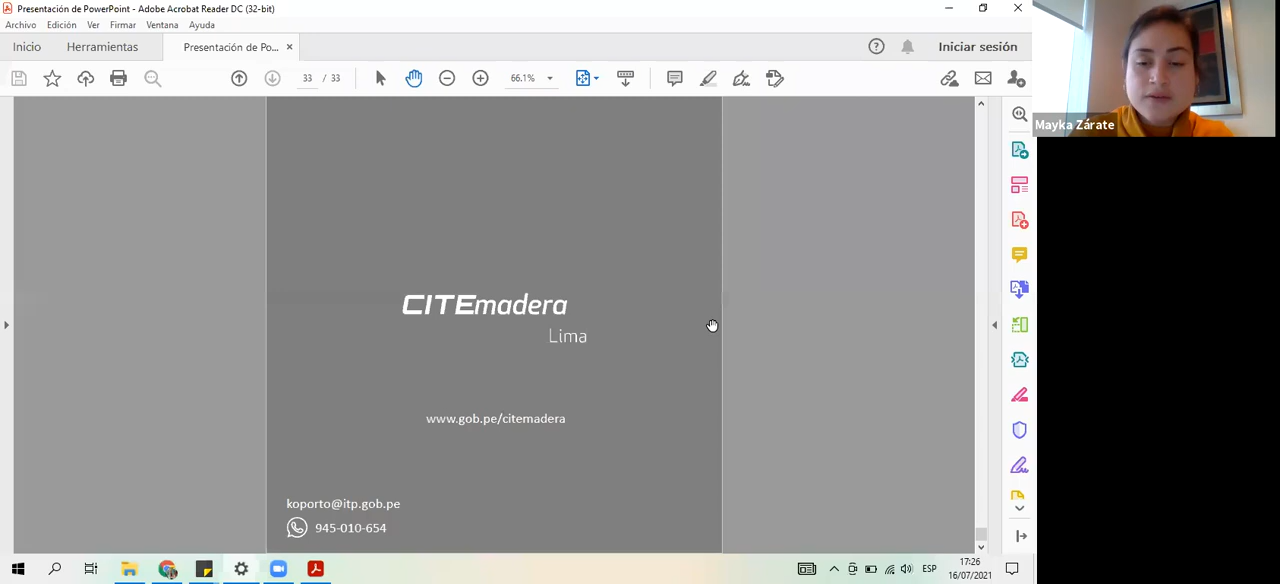 Presentación de PowerPoint - Adobe Acrobat Reader DC (32-bit)
Archivo Edición Ver Firmar Ventana Ayuda
Inicio Herramientas Presentación de Po... × Iniciar sesión
33 / 33 66.1%
Mayka Zárate
CITEmadera
Lima
www.gob.pe/citemadera
koporto@itp.gob.pe
945-010-654
ESP
17:26
16/07/2021